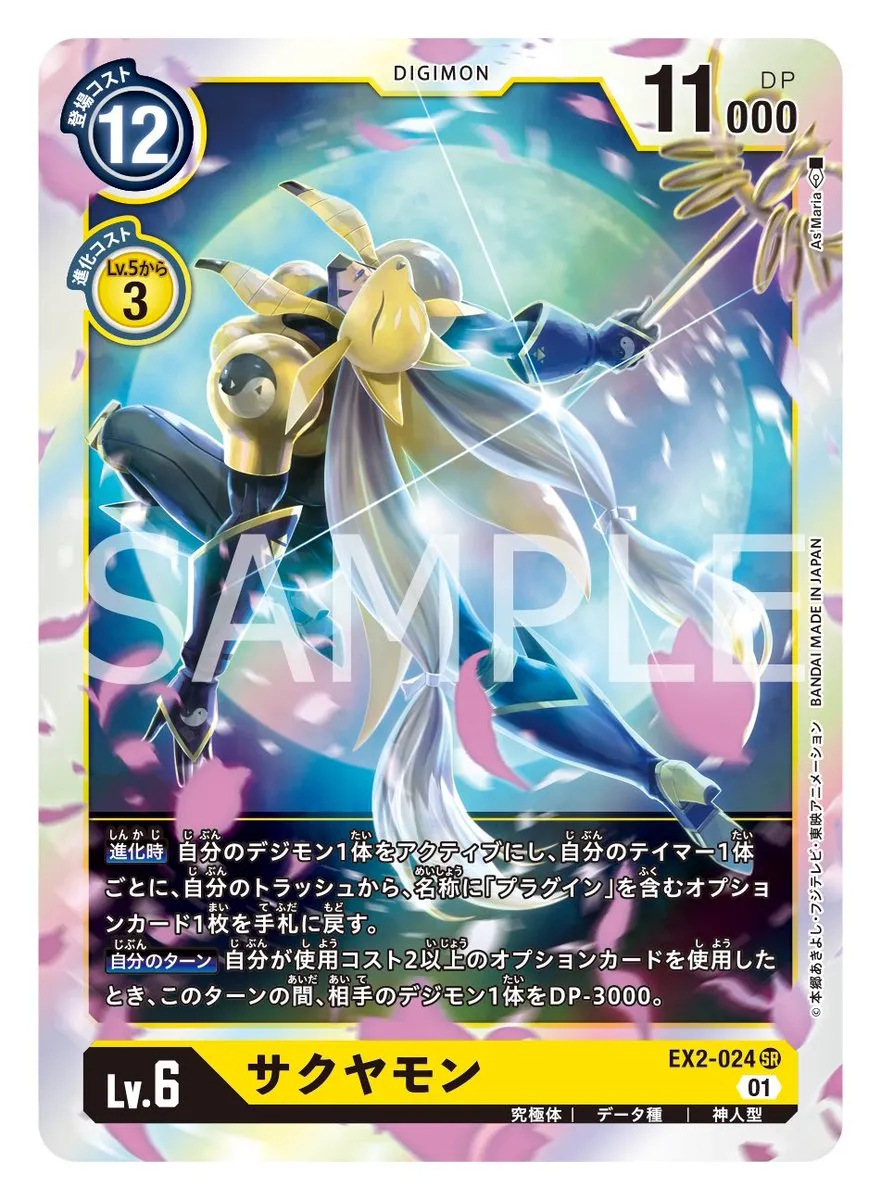 登場コスト
12
DIGIMON
11000
DP
進化コスト
Lv.5から
3
As'Maria
SAMPLE
進化時 自分のデジモン1体をアクティブにし、自分のテイマー1体
ごとに、自分のトラッシュから、名称に「プラグイン」を含むオプショ
ンカード1枚を手札に戻す。
自分のターン 自分が使用コスト2以上のオプションカードを使用した
とき、このターンの間、相手のデジモン1体をDP-3000。
© 本郷あきよし・フジテレビ・東映アニメーション BANDAI MADE IN JAPAN
Lv.6
サクヤモン
EX2-024 SR
01
究極体 | データ種 | 神人型